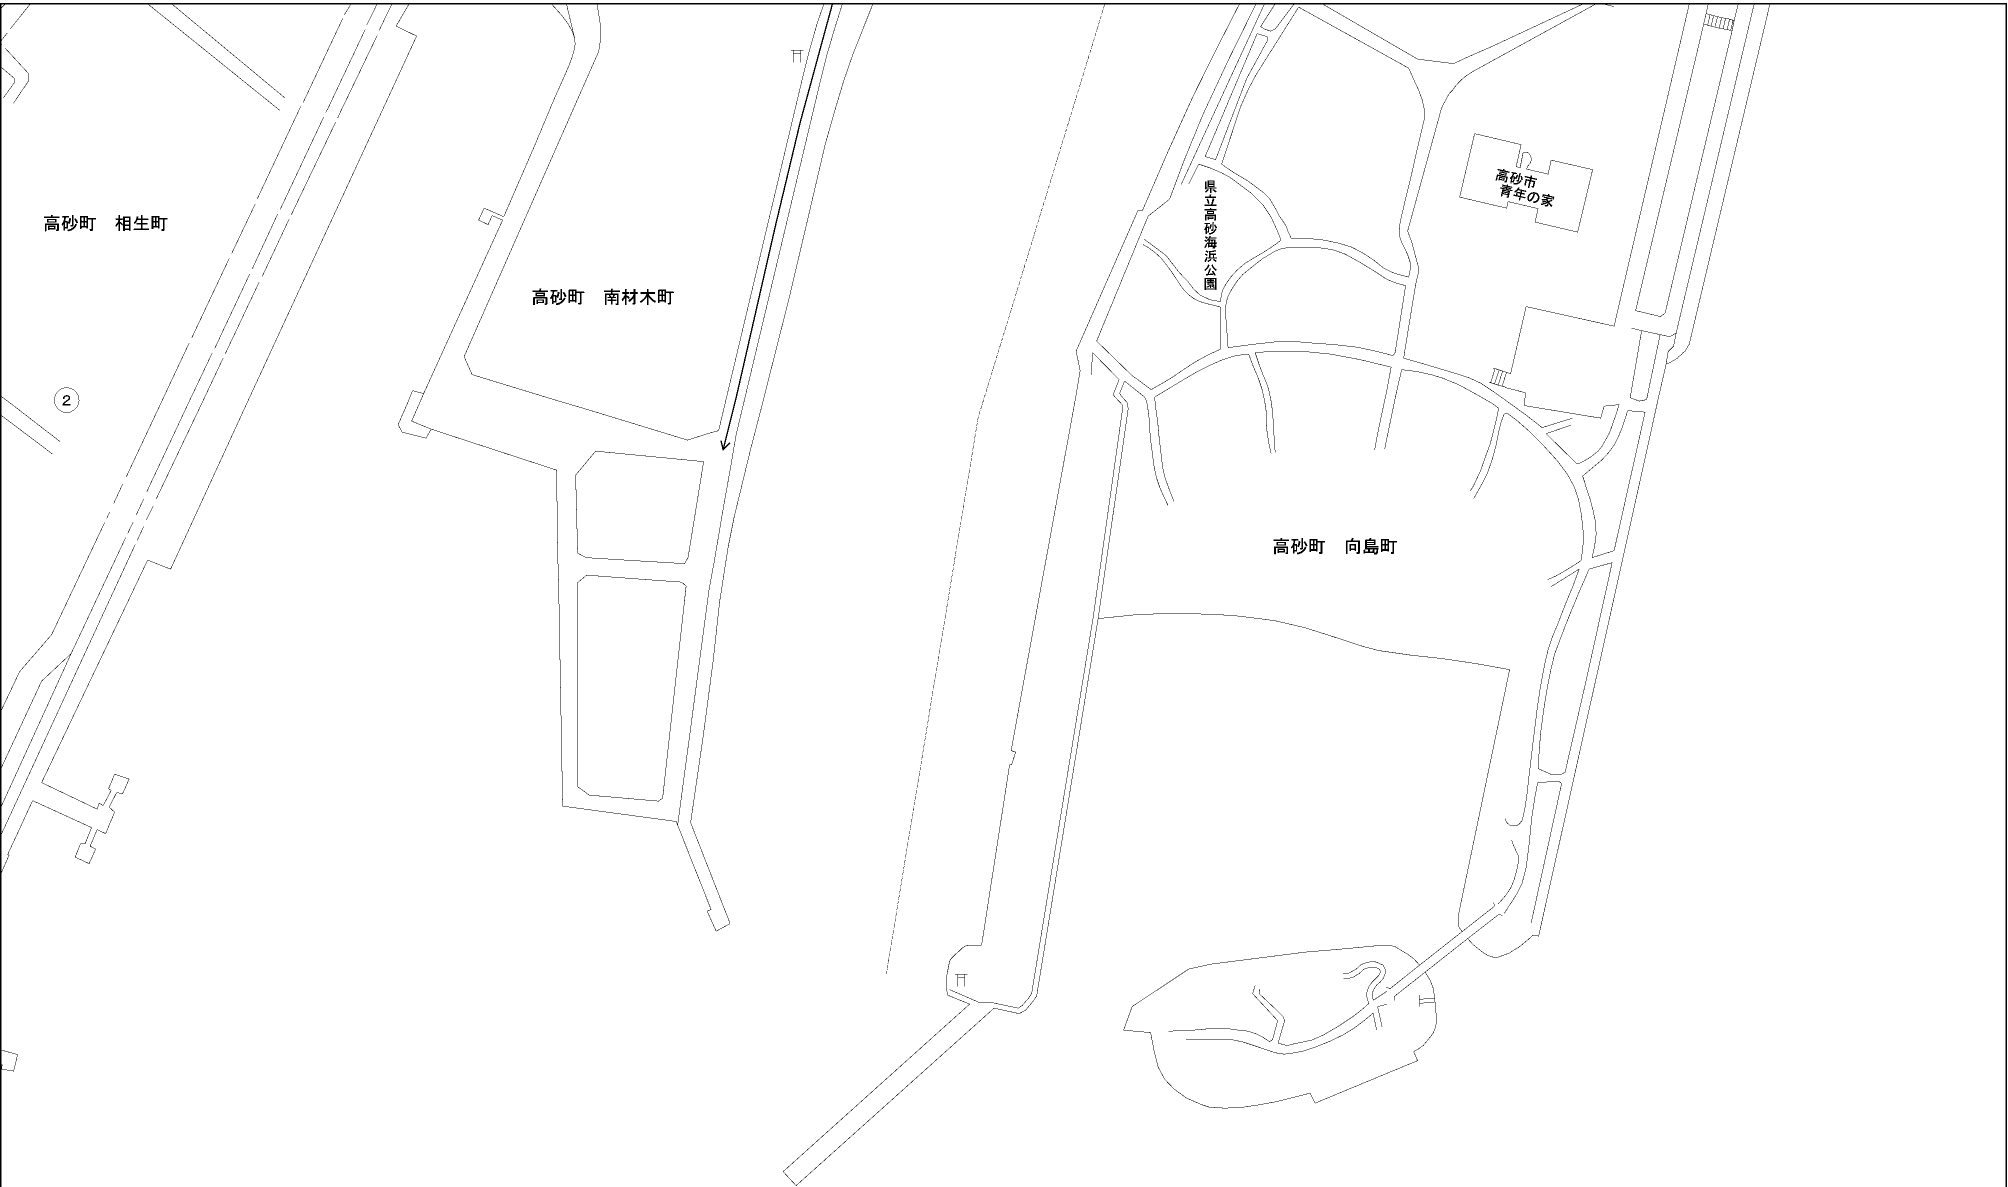 高砂市
青年の家
県立高砂海浜公園
高砂町　相生町
高砂町　南材木町
2
高砂町　向島町